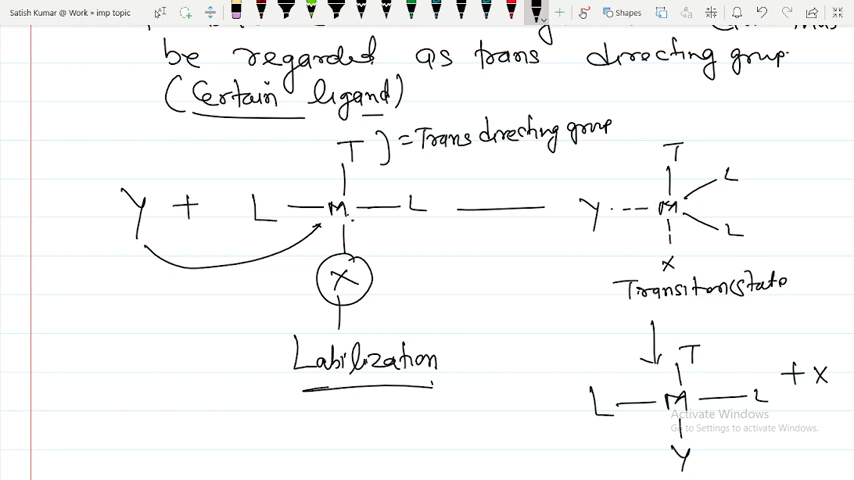 Satish Kumar @ Work » imp topic
Shapes
be regarded as trans directing group.
(Certain ligand)
T ) = Trans directing group
Y + L — M — L —— Y --- M
X
T
L
L
X
Transition state
Labilization
T
L — M — L + X
Y
Activate Windows
Go to Settings to activate Windows.